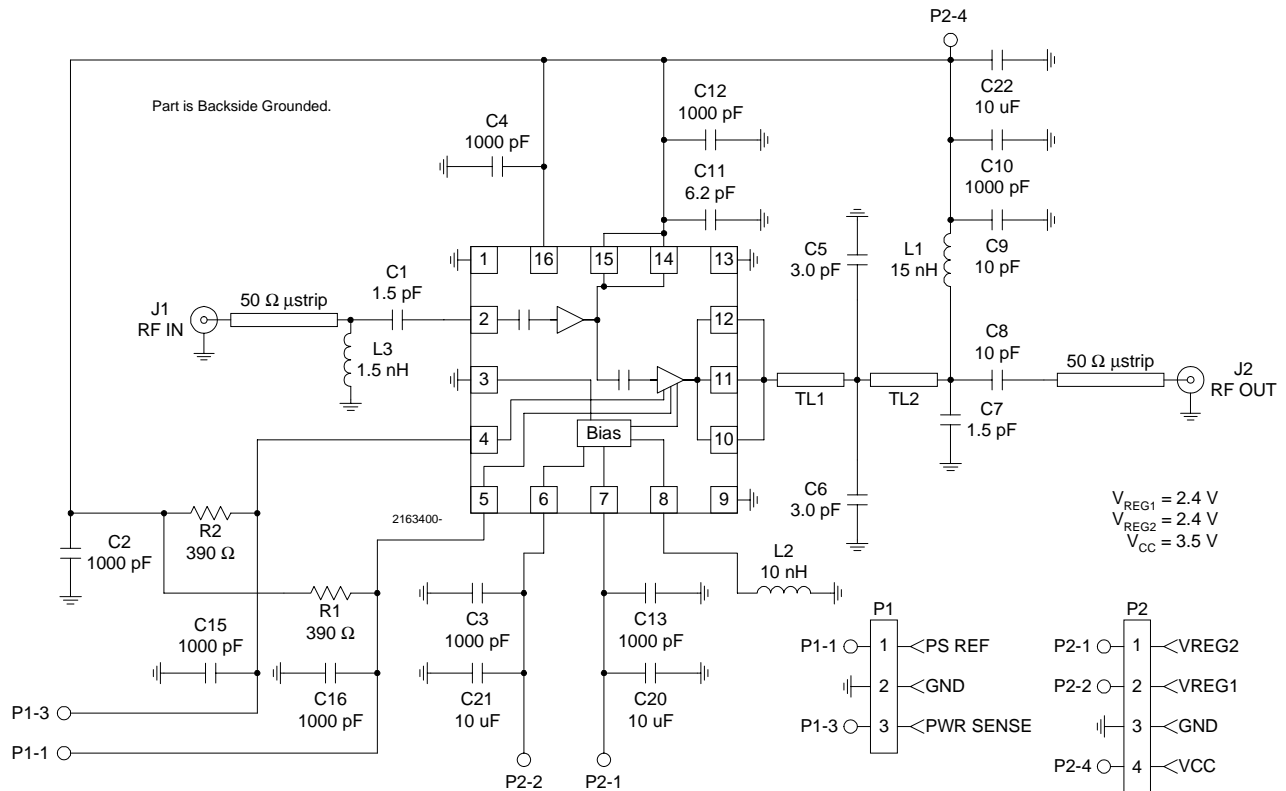 P2-4
C22
10 uF
Part is Backside Grounded.
C12
1000 pF
C4
1000 pF
C10
1000 pF
C11
6.2 pF
C9
10 pF
L1
15 nH
C5
3.0 pF
1
16
15
14
13
C1
1.5 pF
50 Ω µstrip
J1
RF IN
2
12
L3
1.5 nH
C8
10 pF
50 Ω µstrip
J2
RF OUT
3
11
TL1
TL2
C7
1.5 pF
4
Bias
10
5
6
7
8
9
2163400-
C6
3.0 pF
R2
390 Ω
C2
1000 pF
VREG1 = 2.4 V
VREG2 = 2.4 V
VCC = 3.5 V
L2
10 nH
R1
390 Ω
C3
1000 pF
C13
1000 pF
C15
1000 pF
C16
1000 pF
C21
10 uF
C20
10 uF
P1-3
P1-1
P2-2
P2-1
P1
P1-1 1 PS REF
2 GND
P1-3 3 PWR SENSE
P2
P2-1 1 VREG2
P2-2 2 VREG1
3 GND
P2-4 4 VCC